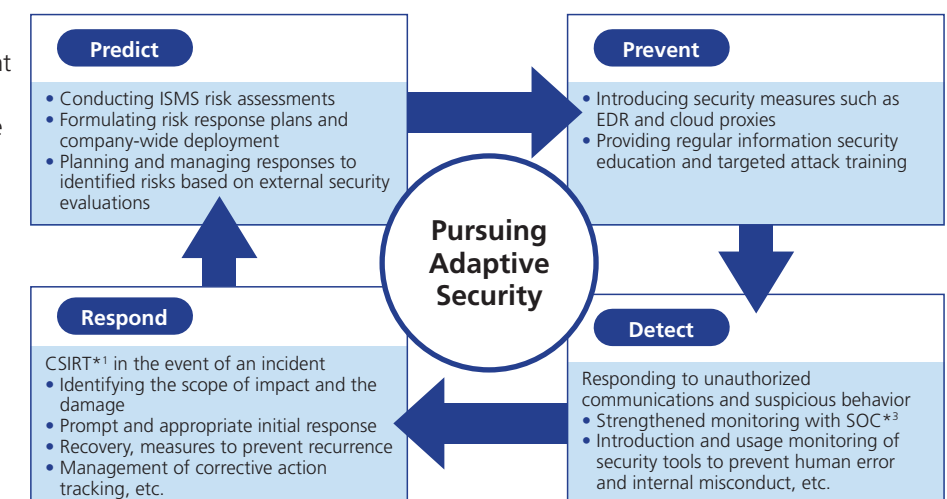 Predict
• Conducting ISMS risk assessments
• Formulating risk response plans and
company-wide deployment
• Planning and managing responses to
identified risks based on external security
evaluations
Prevent
• Introducing security measures such as
EDR and cloud proxies
• Providing regular information security
education and targeted attack training
Pursuing
Adaptive
Security
Respond
CSIRT*1 in the event of an incident
• Identifying the scope of impact and the
damage
• Prompt and appropriate initial response
• Recovery, measures to prevent recurrence
• Management of corrective action
tracking, etc.
Detect
Responding to unauthorized
communications and suspicious behavior
• Strengthened monitoring with SOC*3
• Introduction and usage monitoring of
security tools to prevent human error
and internal misconduct, etc.